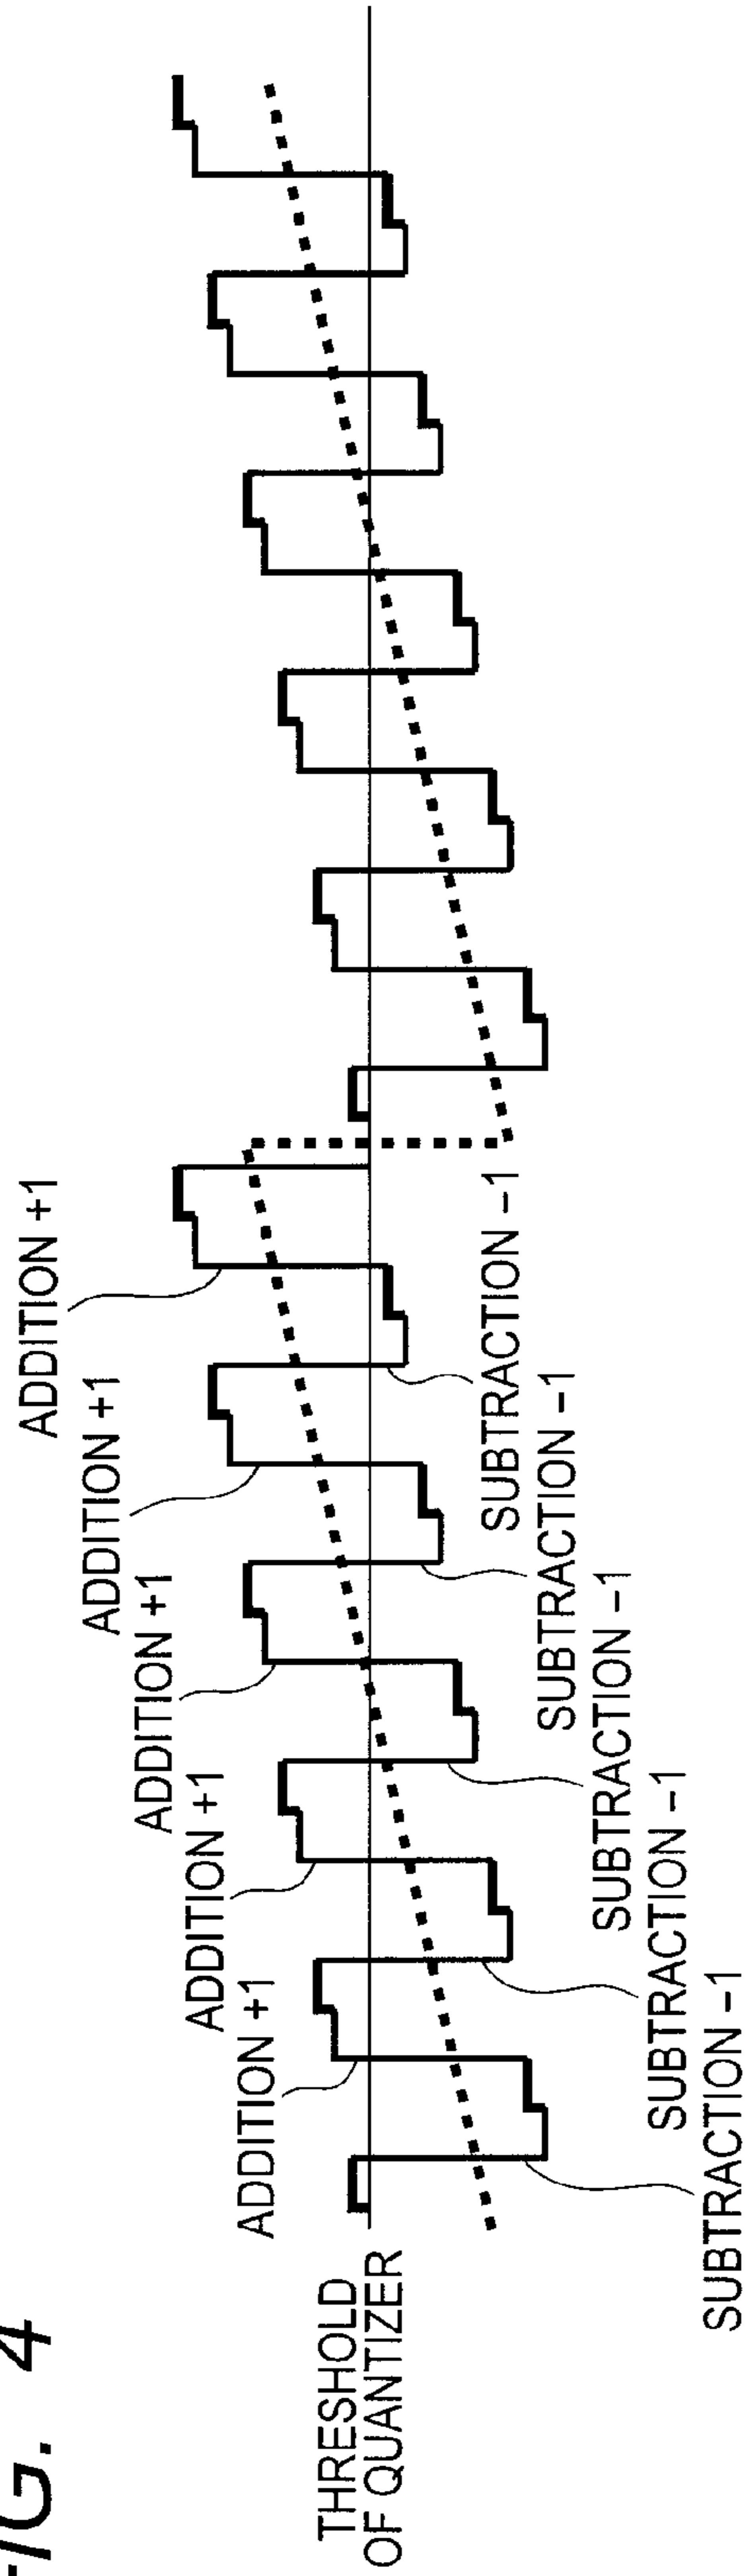 FIG. 4
THRESHOLD
OF QUANTIZER
ADDITION +1
ADDITION +1
ADDITION +1
ADDITION +1
ADDITION +1
SUBTRACTION −1
SUBTRACTION −1
SUBTRACTION −1
SUBTRACTION −1
SUBTRACTION −1